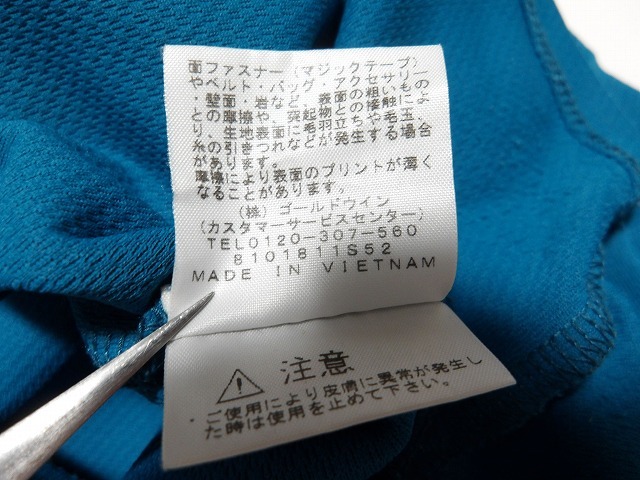 面ファスナー（マジックテープ）
やベルト・バッグ・アクセサリー
・壁面・岩など、表面の粗いもの
との摩擦や、突起物との接触によ
り、生地表面に毛羽立ちや毛玉、
糸の引きつれなどが発生する場合
があります。
摩擦により表面のプリントが薄く
なることがあります。
（株）ゴールドウイン
（カスタマーサービスセンター）
TEL0120-307-560
8101811S52
MADE IN VIETNAM
注意
・ご使用により皮膚に異常が発生し
た時は使用を止めて下さい。